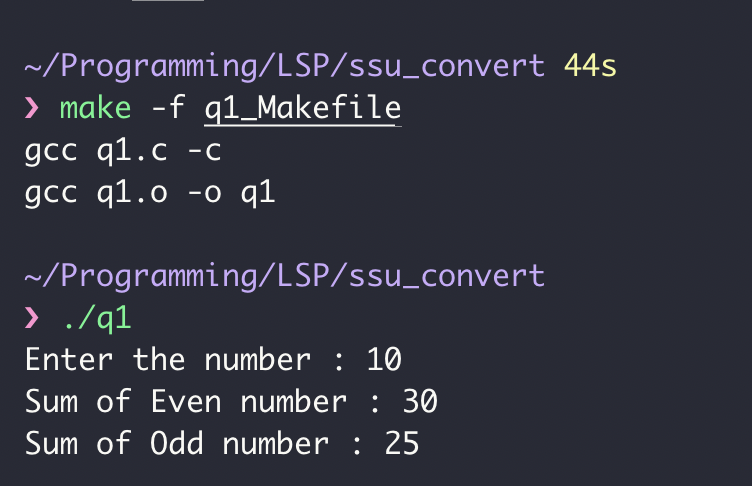 ~/Programming/LSP/ssu_convert 44s
❯ make -f q1_Makefile
gcc q1.c -c
gcc q1.o -o q1
~/Programming/LSP/ssu_convert
❯ ./q1
Enter the number : 10
Sum of Even number : 30
Sum of Odd number : 25